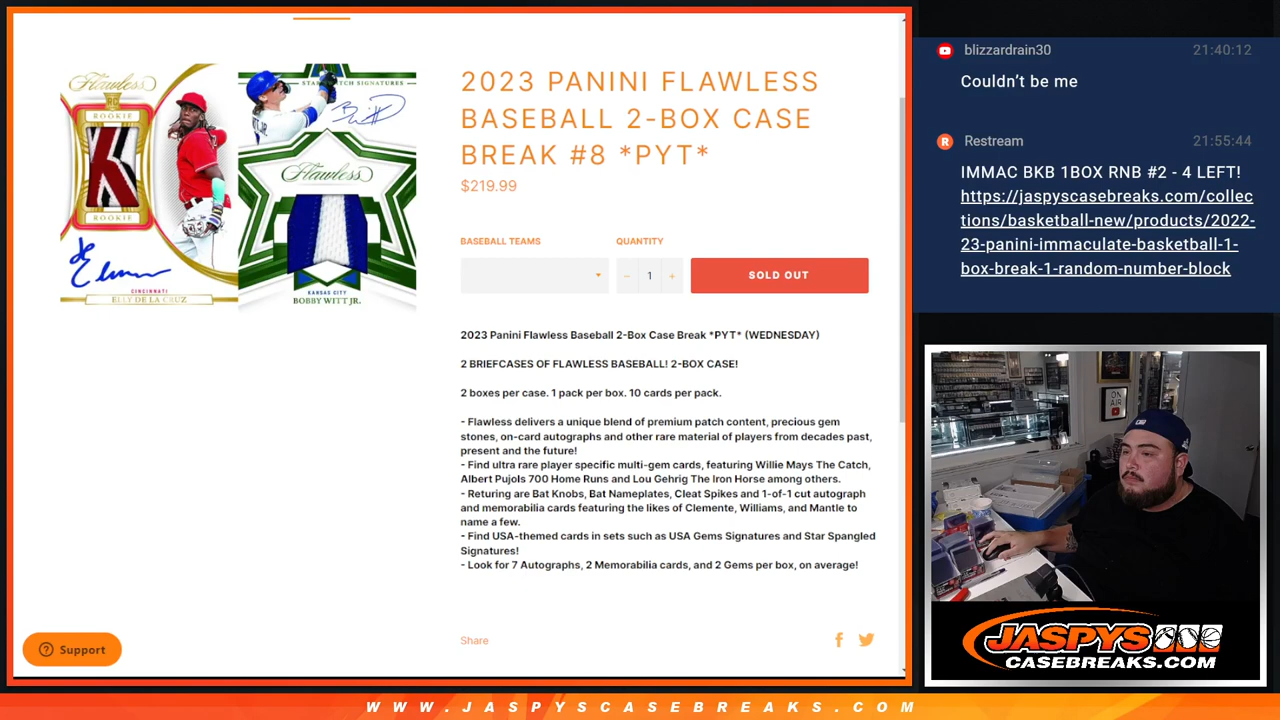 Flawless
RC
ROOKIE
ROOKIE
CINCINNATI
ELLY DE LA CRUZ
SIGNATURES
Flawless
KANSAS CITY
BOBBY WITT JR.
2023 PANINI FLAWLESS
BASEBALL 2-BOX CASE
BREAK #8 *PYT*
$219.99
BASEBALL TEAMS
QUANTITY
− 1 +
SOLD OUT
2023 Panini Flawless Baseball 2-Box Case Break *PYT* (WEDNESDAY)
2 BRIEFCASES OF FLAWLESS BASEBALL! 2-BOX CASE!
2 boxes per case. 1 pack per box. 10 cards per pack.
- Flawless delivers a unique blend of premium patch content, precious gem
stones, on-card autographs and other rare material of players from decades past,
present and the future!
- Find ultra rare player specific multi-gem cards, featuring Willie Mays The Catch,
Albert Pujols 700 Home Runs and Lou Gehrig The Iron Horse among others.
- Returing are Bat Knobs, Bat Nameplates, Cleat Spikes and 1-of-1 cut autograph
and memorabilia cards featuring the likes of Clemente, Williams, and Mantle to
name a few.
- Find USA-themed cards in sets such as USA Gems Signatures and Star Spangled
Signatures!
- Look for 7 Autographs, 2 Memorabilia cards, and 2 Gems per box, on average!
Share
? Support
blizzardrain30 21:40:12
Couldn't be me
R Restream 21:55:44
IMMAC BKB 1BOX RNB #2 - 4 LEFT!
https://jaspyscasebreaks.com/collec
tions/basketball-new/products/2022-
23-panini-immaculate-basketball-1-
box-break-1-random-number-block
ON
AIR
JASPYS
CASEBREAKS.COM
WWW.JASPYSCASEBREAKS.COM